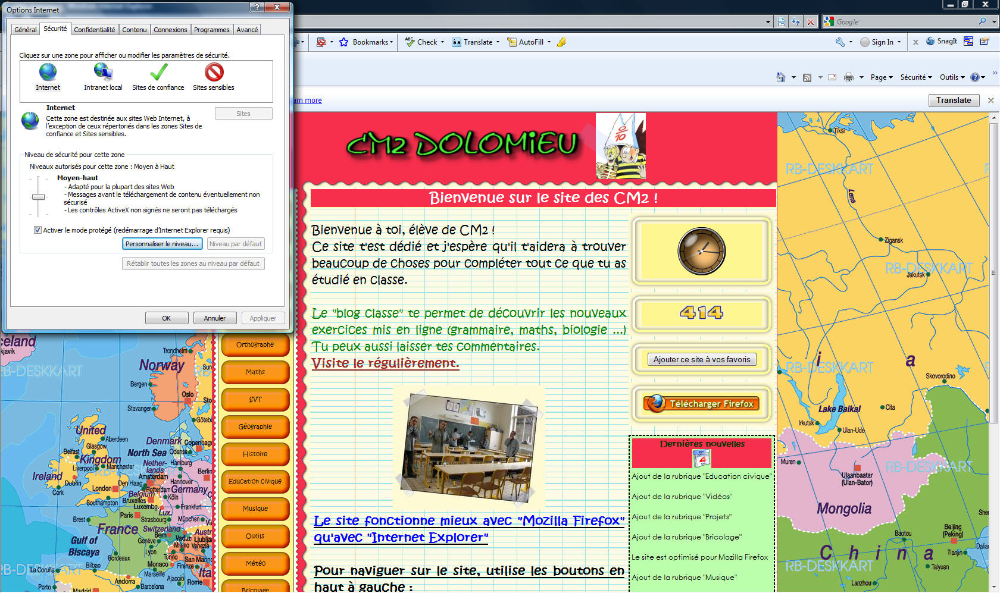 Options Internet
Général Sécurité Confidentialité Contenu Connexions Programmes Avancé
Cliquez sur une zone pour afficher ou modifier les paramètres de sécurité.
Internet Intranet local Sites de confiance Sites sensibles
Internet
Sites
Cette zone est destinée aux sites Web Internet, à
l'exception de ceux répertoriés dans les zones Sites de
confiance et Sites sensibles.
Niveau de sécurité pour cette zone
Niveaux autorisés pour cette zone : Moyen à Haut
Moyen-haut
- Adapté pour la plupart des sites Web
- Messages avant le téléchargement de contenu éventuellement non
sécurisé
- Les contrôles ActiveX non signés ne seront pas téléchargés
Activer le mode protégé (redémarrage d'Internet Explorer requis)
Personnaliser le niveau... Niveau par défaut
Rétablir toutes les zones au niveau par défaut
OK Annuler Appliquer
Google
Bookmarks Check Translate AutoFill Sign In SnagIt
Page Sécurité Outils
arn more
Translate
CM2 DOLOMIEU
0
10
Bienvenue sur le site des CM2 !
Bienvenue à toi, élève de CM2 !
Ce site t'est dédié et j'espère qu'il t'aidera à trouver
beaucoup de choses pour compléter tout ce que tu as
étudié en classe.
Le "blog classe" te permet de découvrir les nouveaux
exercices mis en ligne (grammaire, maths, biologie ...)
Tu peux aussi laisser tes commentaires.
Visite le régulièrement.
Le site fonctionne mieux avec "Mozilla Firefox"
qu'avec "Internet Explorer"
Pour naviguer sur le site, utilise les boutons en
haut à gauche :
414
Ajouter ce site à vos favoris
Télécharger Firefox
Dernières nouvelles
4
Ajout de la rubrique "Education civique"
Ajout de la rubrique "Vidéos"
Ajout de la rubrique "Projets"
Ajout de la rubrique "Bricolage"
Le site est optimisé pour Mozilla Firefox
Ajout de la rubrique "Musique"
Orthographe
Maths
SVT
Géographie
Histoire
Education civique
Musique
Outils
Météo
Bricolage
celand
kjavik
Trondheim
Norway
RB-DESKKART
Bergen
Oslo
Stavanger
United
Aberdeen
Glasgow
Denmark
Copenhage
Belfast
North Sea
Odense
Kingdom
Nether-
lands
Hamburg
Liverpool
Manchester
Berlin
Ireland
Amsterdam
Hannover
Dublin
Den Haag
Rotterdam
Cork
London
Belgium
Germany
Köln
Southampton
Bruxelles
Luxembg.
Frankfurt
Lux.
Paris
Brest
Strasbourg
München
France
Switzerland
Bern
Vaduz
Ljublja
Gulf of
Biscaya
Genève
Lyon
Milano
Venezia
Torino
San Marino
Bordeaux
Monaco
Firenze
Bilbao
Marseille
Ajaccio
Ita
La Coruña
Andorra
Rome
Porto
Madrid
Barcelona
Tiksi
RB-DESKKART
Lena
Zigansk
RB-DESKKART
Jakutsk
i a
RB-DESKKART
Skovorodino
Lake Baikal
Cita
Irkutsk
Ulan-Ude
Muren
RB-DESKKART
Ulaanbaatar
(Ulan-Bator)
Mongolia
Baotou
Beijing
(Peking)
China
Tianjin
RB-DESKKART
Taiyuan
Lanzhou